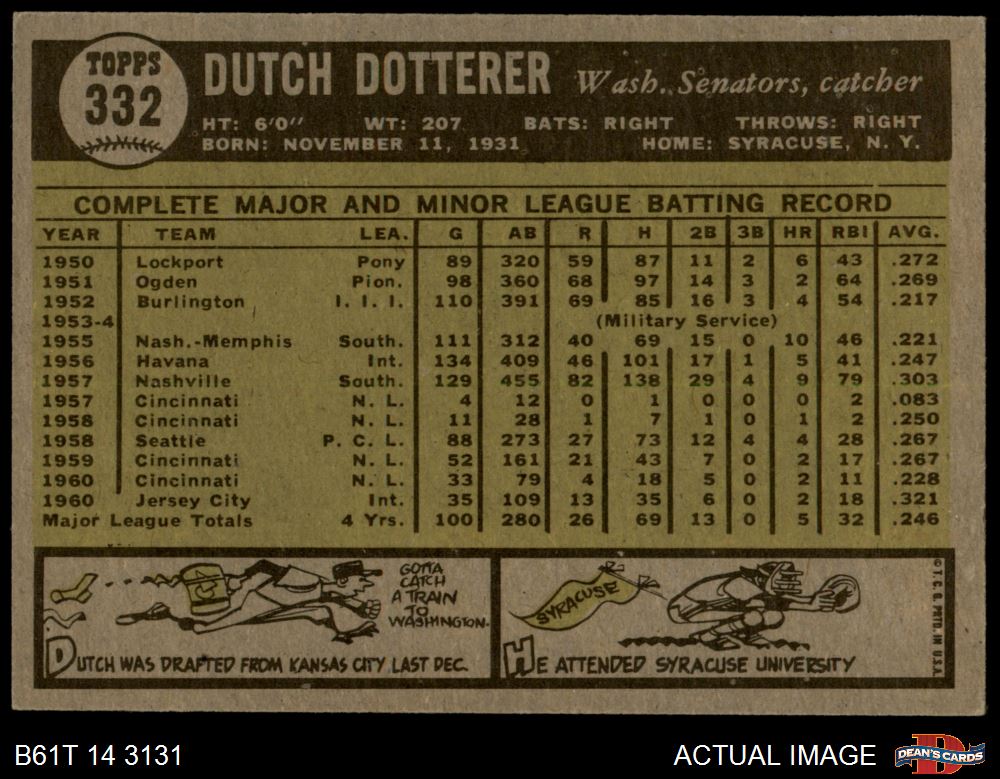 TOPPS
332
DUTCH DOTTERER Wash. Senators, catcher
HT: 6'0" WT: 207 BATS: RIGHT THROWS: RIGHT
BORN: NOVEMBER 11, 1931 HOME: SYRACUSE, N. Y.
COMPLETE MAJOR AND MINOR LEAGUE BATTING RECORD
YEAR TEAM LEA. G AB R H 2B 3B HR RBI AVG.
1950 Lockport Pony 89 320 59 87 11 2 6 43 .272
1951 Ogden Pion. 98 360 68 97 14 3 2 64 .269
1952 Burlington I. I. I. 110 391 69 85 16 3 4 54 .217
1953-4 (Military Service)
1955 Nash.-Memphis South. 111 312 40 69 15 0 10 46 .221
1956 Havana Int. 134 409 46 101 17 1 5 41 .247
1957 Nashville South. 129 455 82 138 29 4 9 79 .303
1957 Cincinnati N. L. 4 12 0 1 0 0 0 2 .083
1958 Cincinnati N. L. 11 28 1 7 1 0 1 2 .250
1958 Seattle P. C. L. 88 273 27 73 12 4 4 28 .267
1959 Cincinnati N. L. 52 161 21 43 7 0 2 17 .267
1960 Cincinnati N. L. 33 79 4 18 5 0 2 11 .228
1960 Jersey City Int. 35 109 13 35 6 0 2 18 .321
Major League Totals 4 Yrs. 100 280 26 69 13 0 5 32 .246
GOTTA
CATCH
A TRAIN
TO
WASHINGTON.
DUTCH WAS DRAFTED FROM KANSAS CITY LAST DEC.
SYRACUSE
HE ATTENDED SYRACUSE UNIVERSITY
© T. C. G. PRTD. IN U.S.A.
B61T 14 3131
ACTUAL IMAGE
DEAN'S CARDS